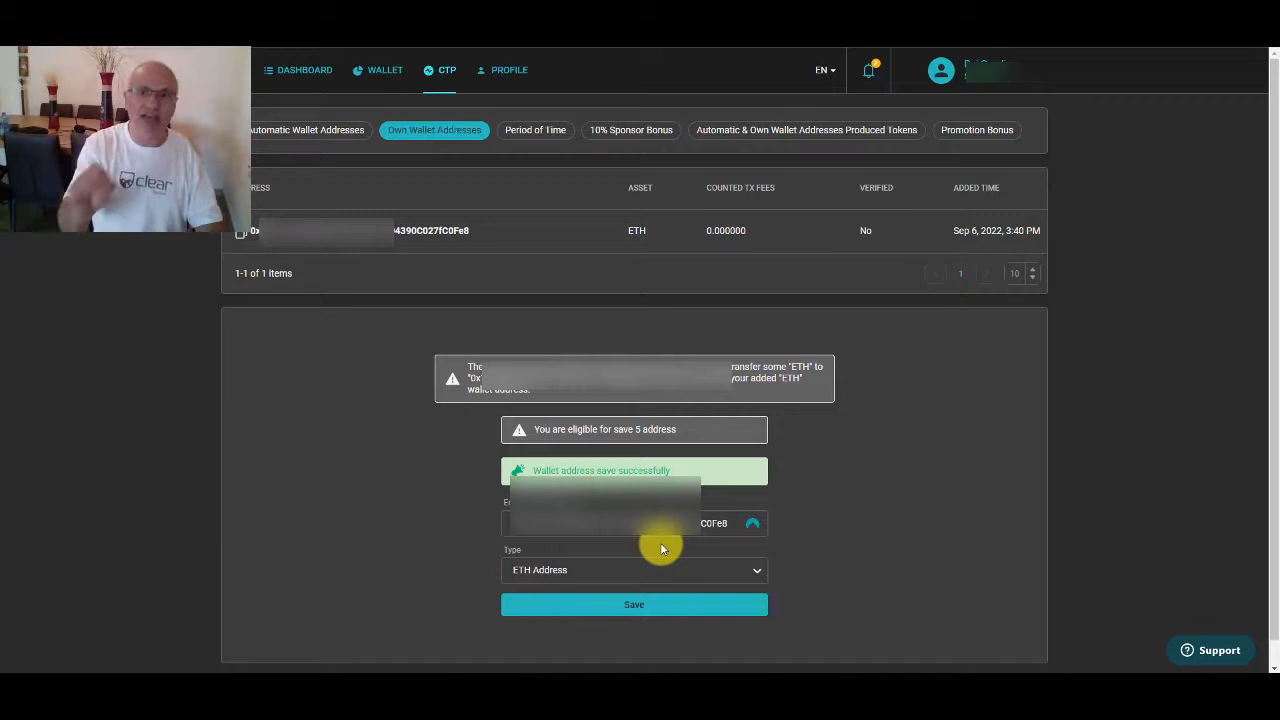 DASHBOARD WALLET CTP PROFILE EN
Automatic Wallet Addresses Own Wallet Addresses Period of Time 10% Sponsor Bonus Automatic & Own Wallet Addresses Produced Tokens Promotion Bonus
clear
RESS ASSET COUNTED TX FEES VERIFIED ADDED TIME
0x 4390C027fC0Fe8 ETH 0.000000 No Sep 6, 2022, 3:40 PM
1-1 of 1 items 1 10
The ransfer some "ETH" to
"0x your added "ETH"
wallet address.
You are eligible for save 5 address
Wallet address save successfully
C0Fe8
Type
ETH Address
Save
Support